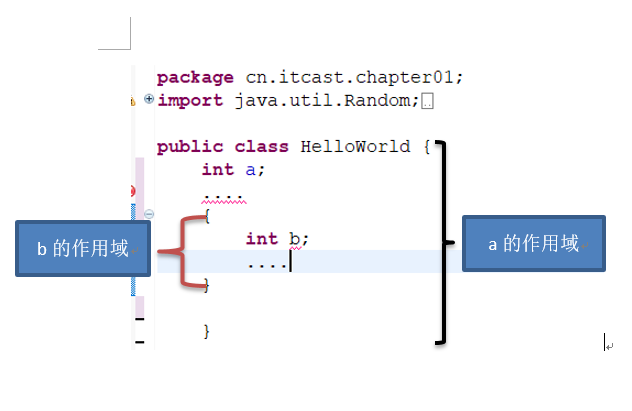 package cn.itcast.chapter01;
import java.util.Random;
public class HelloWorld {
int a;
....
{
b 的作用域
a 的作用域
int b;
....
}
}